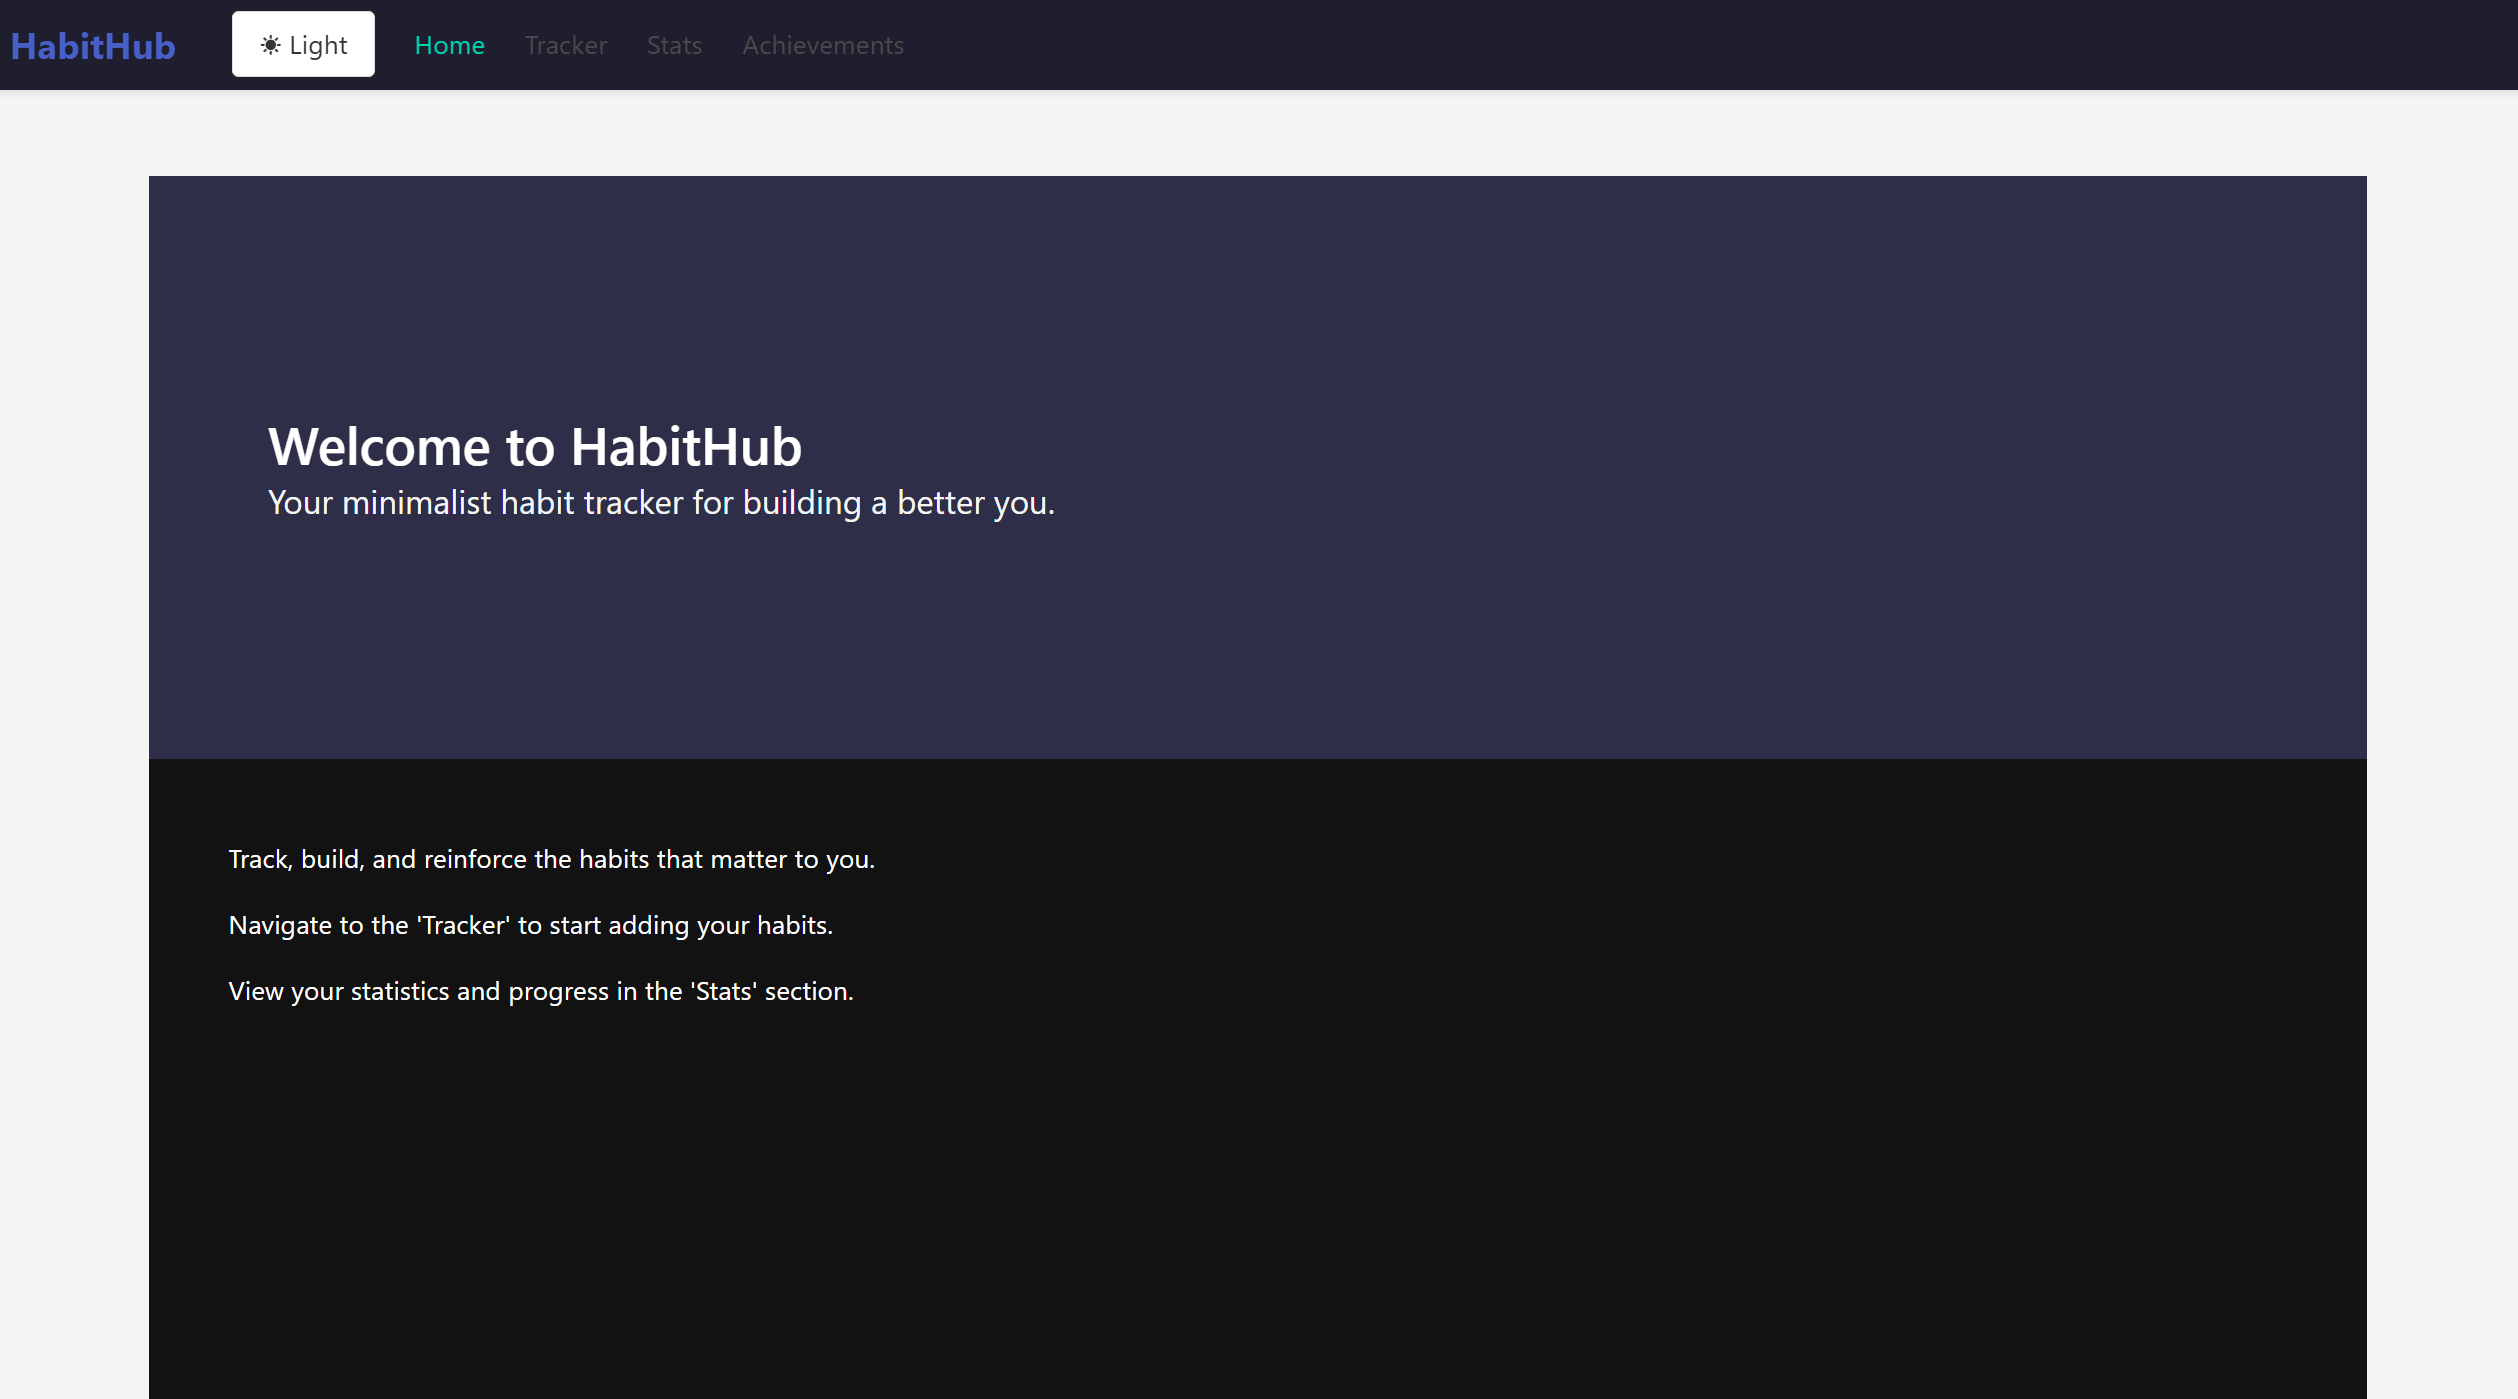 HabitHub
Light
Home
Tracker
Stats
Achievements
Welcome to HabitHub
Your minimalist habit tracker for building a better you.
Track, build, and reinforce the habits that matter to you.
Navigate to the 'Tracker' to start adding your habits.
View your statistics and progress in the 'Stats' section.